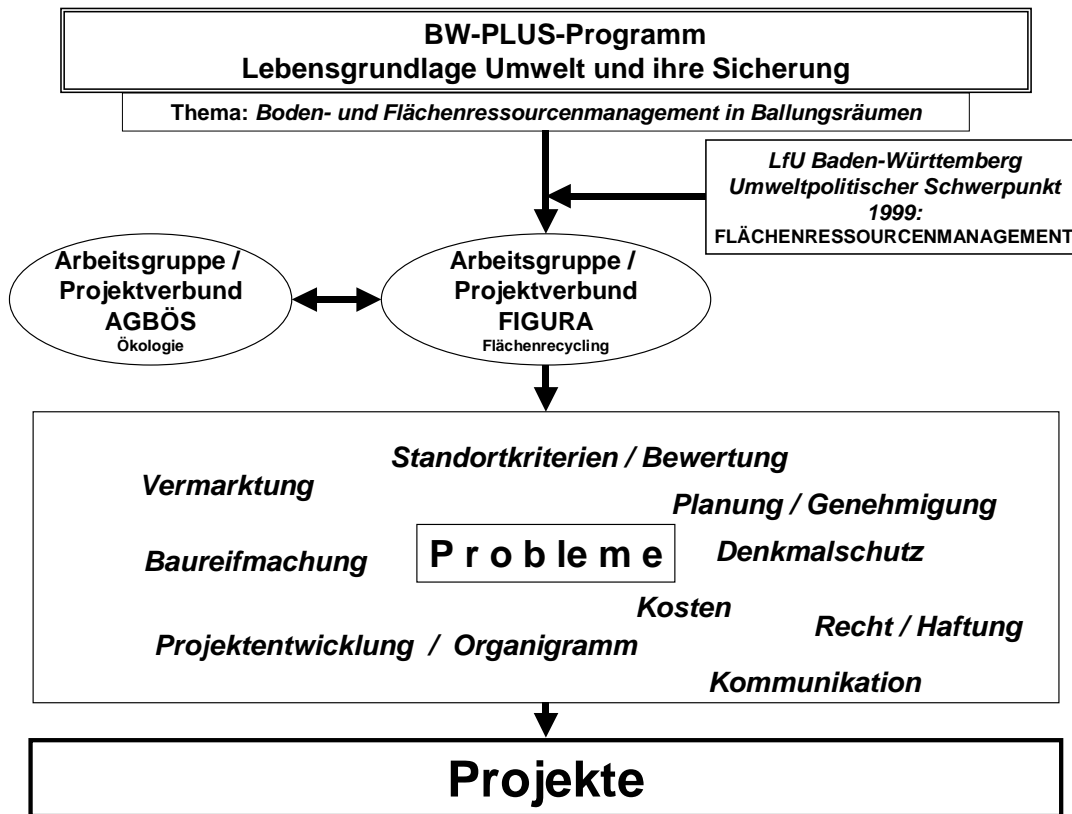 BW-PLUS-Programm
Lebensgrundlage Umwelt und ihre Sicherung
Thema: Boden- und Flächenressourcenmanagement in Ballungsräumen
LfU Baden-Württemberg
Umweltpolitischer Schwerpunkt
1999:
FLÄCHENRESSOURCENMANAGEMENT
Arbeitsgruppe /
Projektverbund
AGBÖS
Ökologie
Arbeitsgruppe /
Projektverbund
FIGURA
Flächenrecycling
Standortkriterien / Bewertung
Vermarktung
Planung / Genehmigung
Baureifmachung
Probleme
Denkmalschutz
Kosten
Recht / Haftung
Projektentwicklung / Organigramm
Kommunikation
Projekte